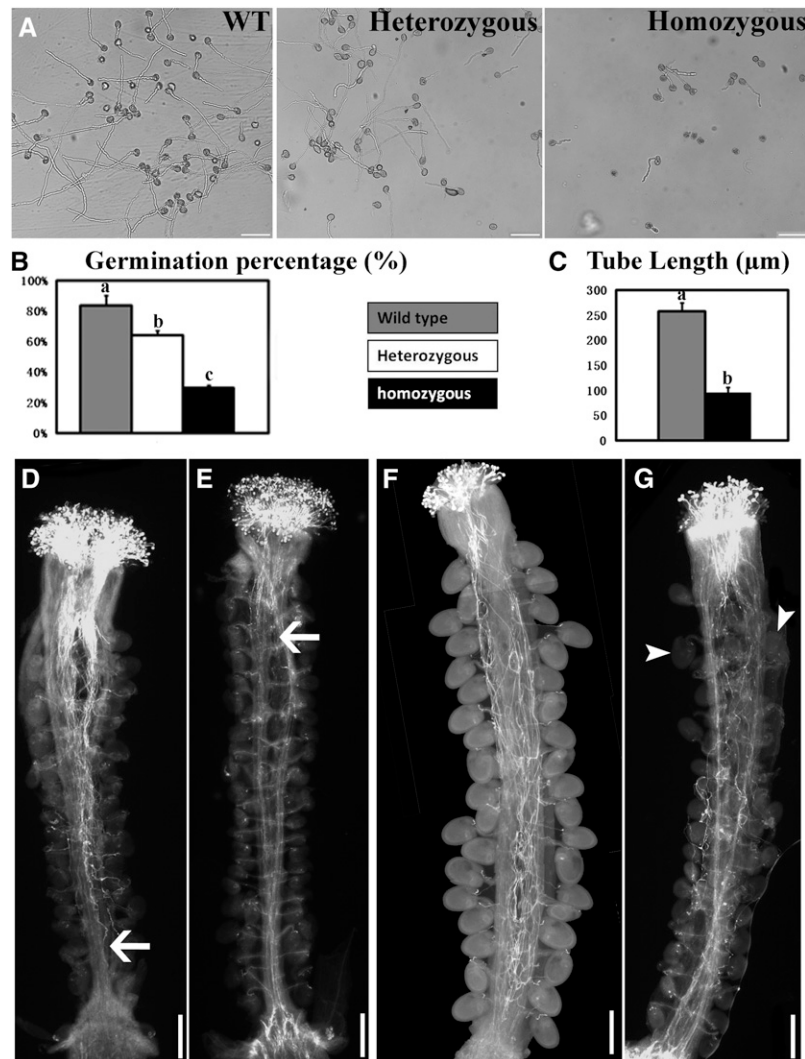 A
WT
Heterozygous
Homozygous
B Germination percentage (%)
100%
80%
60%
40%
20%
0%
a
b
c
Wild type
Heterozygous
homozygous
C Tube Length (µm)
300
250
200
150
100
50
0
a
b
D
E
F
G